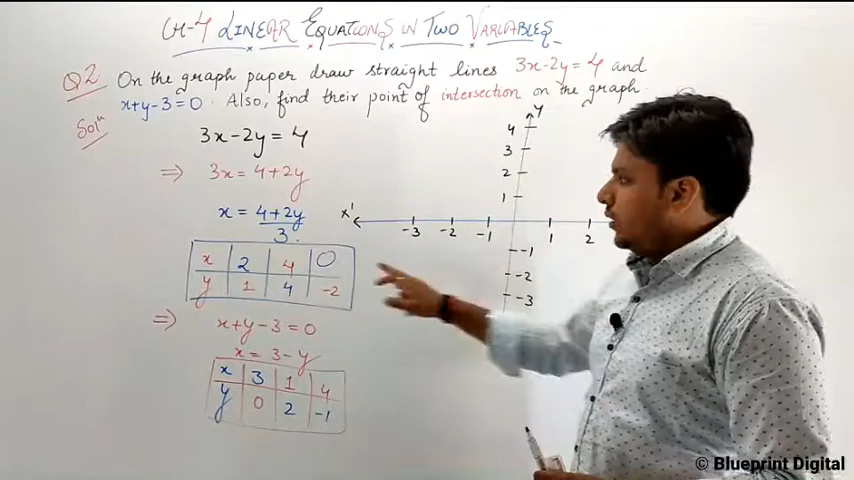 CH-4 LINEAR EQUATIONS IN TWO VARIABLES
Q2 On the graph paper draw straight lines 3x-2y=4 and
x+y-3=0. Also, find their point of intersection on the graph.
Solⁿ
3x-2y=4
⇒ 3x=4+2y
x=4+2y/3.
x 2 4 0
y 1 4 -2
⇒ x+y-3=0
x=3-y
x 3 1 4
y 0 2 -1
Y
4
3
2
1
X' -3 -2 -1 1 2
-1
-2
-3
© Blueprint Digital